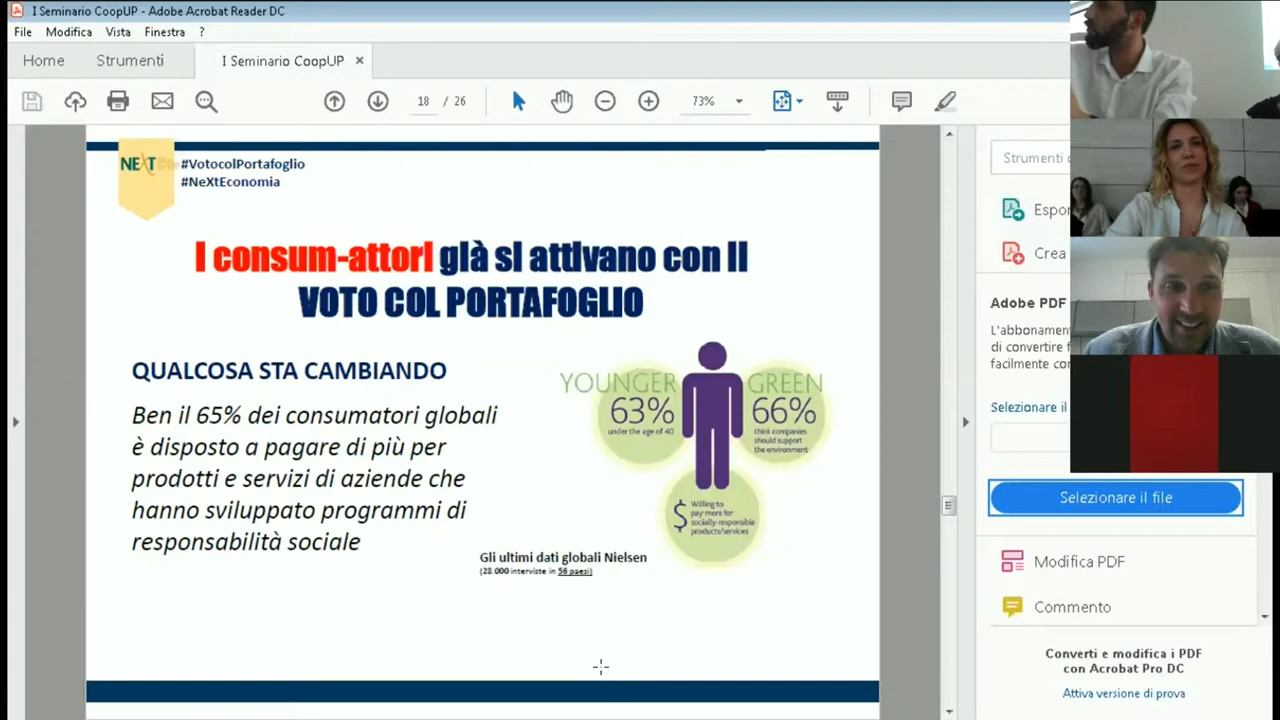 I Seminario CoopUP - Adobe Acrobat Reader DC
File Modifica Vista Finestra ?
Home Strumenti I Seminario CoopUP ×
18 / 26 73%
NEXT #VotocolPortafoglio
#NeXtEconomia
I consum-attori già si attivano con il
VOTO COL PORTAFOGLIO
QUALCOSA STA CAMBIANDO
Ben il 65% dei consumatori globali
è disposto a pagare di più per
prodotti e servizi di aziende che
hanno sviluppato programmi di
responsabilità sociale
YOUNGER
63%
under the age of 40
GREEN
66%
think companies
should support
the environment
$ Willing to
pay more for
socially-responsible
products/services
Gli ultimi dati globali Nielsen
(28.000 interviste in 56 paesi)
Strumenti
Espor
Crea
Adobe PDF
L'abbonamen
di convertire f
facilmente co
Selezionare il
Selezionare il file
Modifica PDF
Commento
Converti e modifica i PDF
con Acrobat Pro DC
Attiva versione di prova